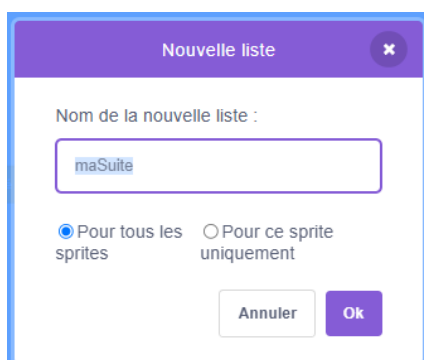 Nouvelle liste
Nom de la nouvelle liste :
maSuite
Pour tous les sprites
Pour ce sprite uniquement
Annuler
Ok